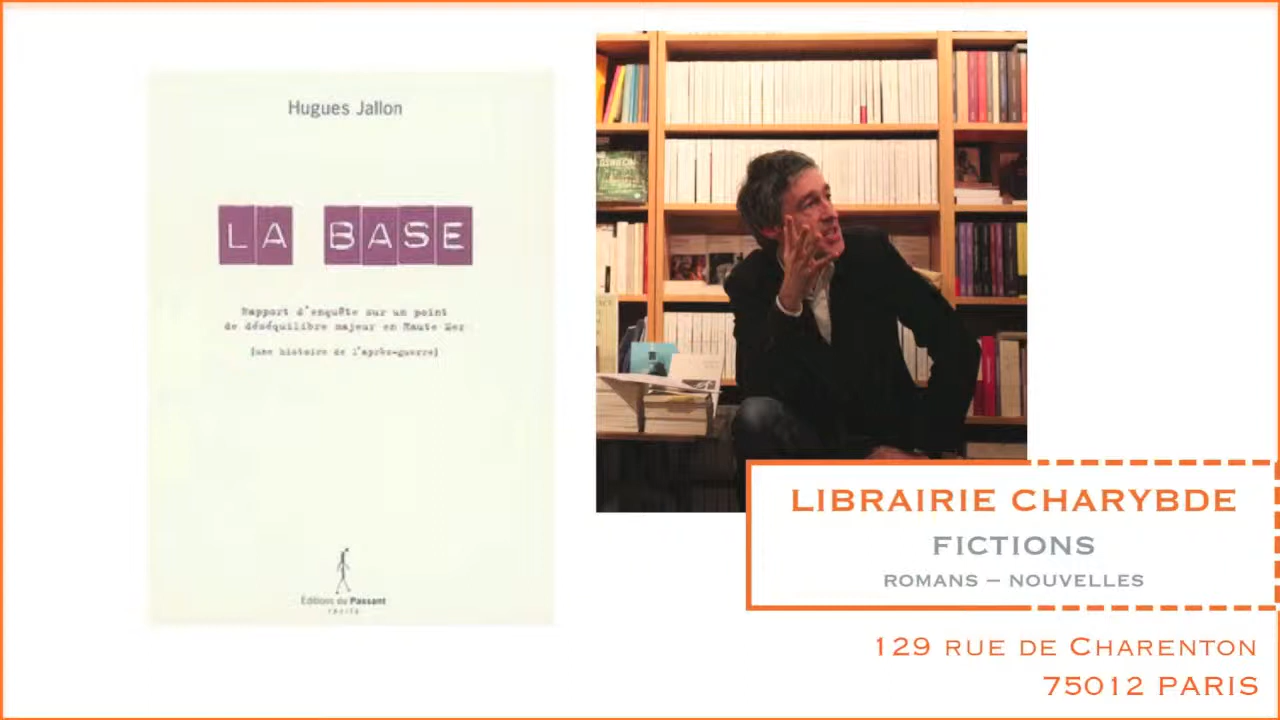 Hugues Jallon
LA BASE
Rapport d'enquête sur un point
de déséquilibre majeur en Haute Mer
(une histoire de l'après-guerre)
Éditions du Passant
récits
LIBRAIRIE CHARYBDE
FICTIONS
ROMANS – NOUVELLES
129 RUE DE CHARENTON
75012 PARIS